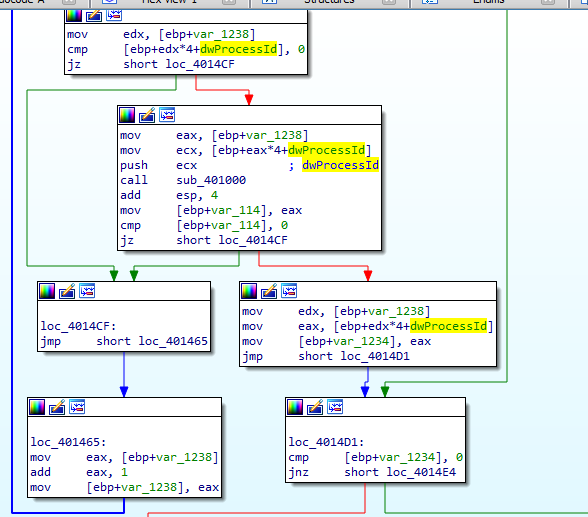 Hex View-1
Structures
Enums
mov edx, [ebp+var_1238]
cmp [ebp+edx*4+dwProcessId], 0
jz short loc_4014CF
mov eax, [ebp+var_1238]
mov ecx, [ebp+eax*4+dwProcessId]
push ecx ; dwProcessId
call sub_401000
add esp, 4
mov [ebp+var_114], eax
cmp [ebp+var_114], 0
jz short loc_4014CF
loc_4014CF:
jmp short loc_401465
mov edx, [ebp+var_1238]
mov eax, [ebp+edx*4+dwProcessId]
mov [ebp+var_1234], eax
jmp short loc_4014D1
loc_401465:
mov eax, [ebp+var_1238]
add eax, 1
mov [ebp+var_1238], eax
loc_4014D1:
cmp [ebp+var_1234], 0
jnz short loc_4014E4